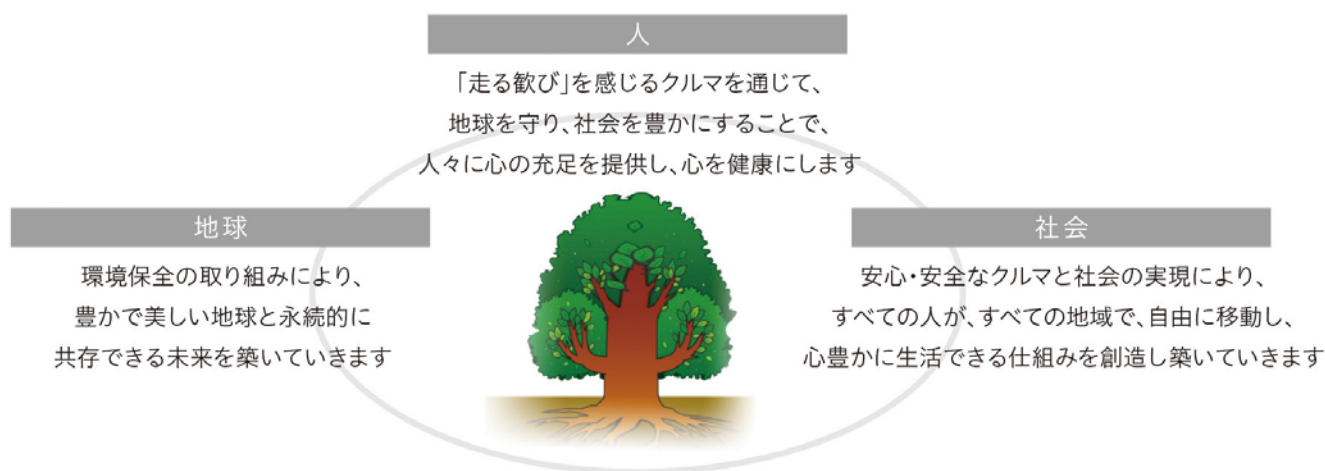 人
「走る歓び」を感じるクルマを通じて、
地球を守り、社会を豊かにすることで、
人々に心の充足を提供し、心を健康にします
地球
環境保全の取り組みにより、
豊かで美しい地球と永続的に
共存できる未来を築いていきます
社会
安心・安全なクルマと社会の実現により、
すべての人が、すべての地域で、自由に移動し、
心豊かに生活できる仕組みを創造し築いていきます